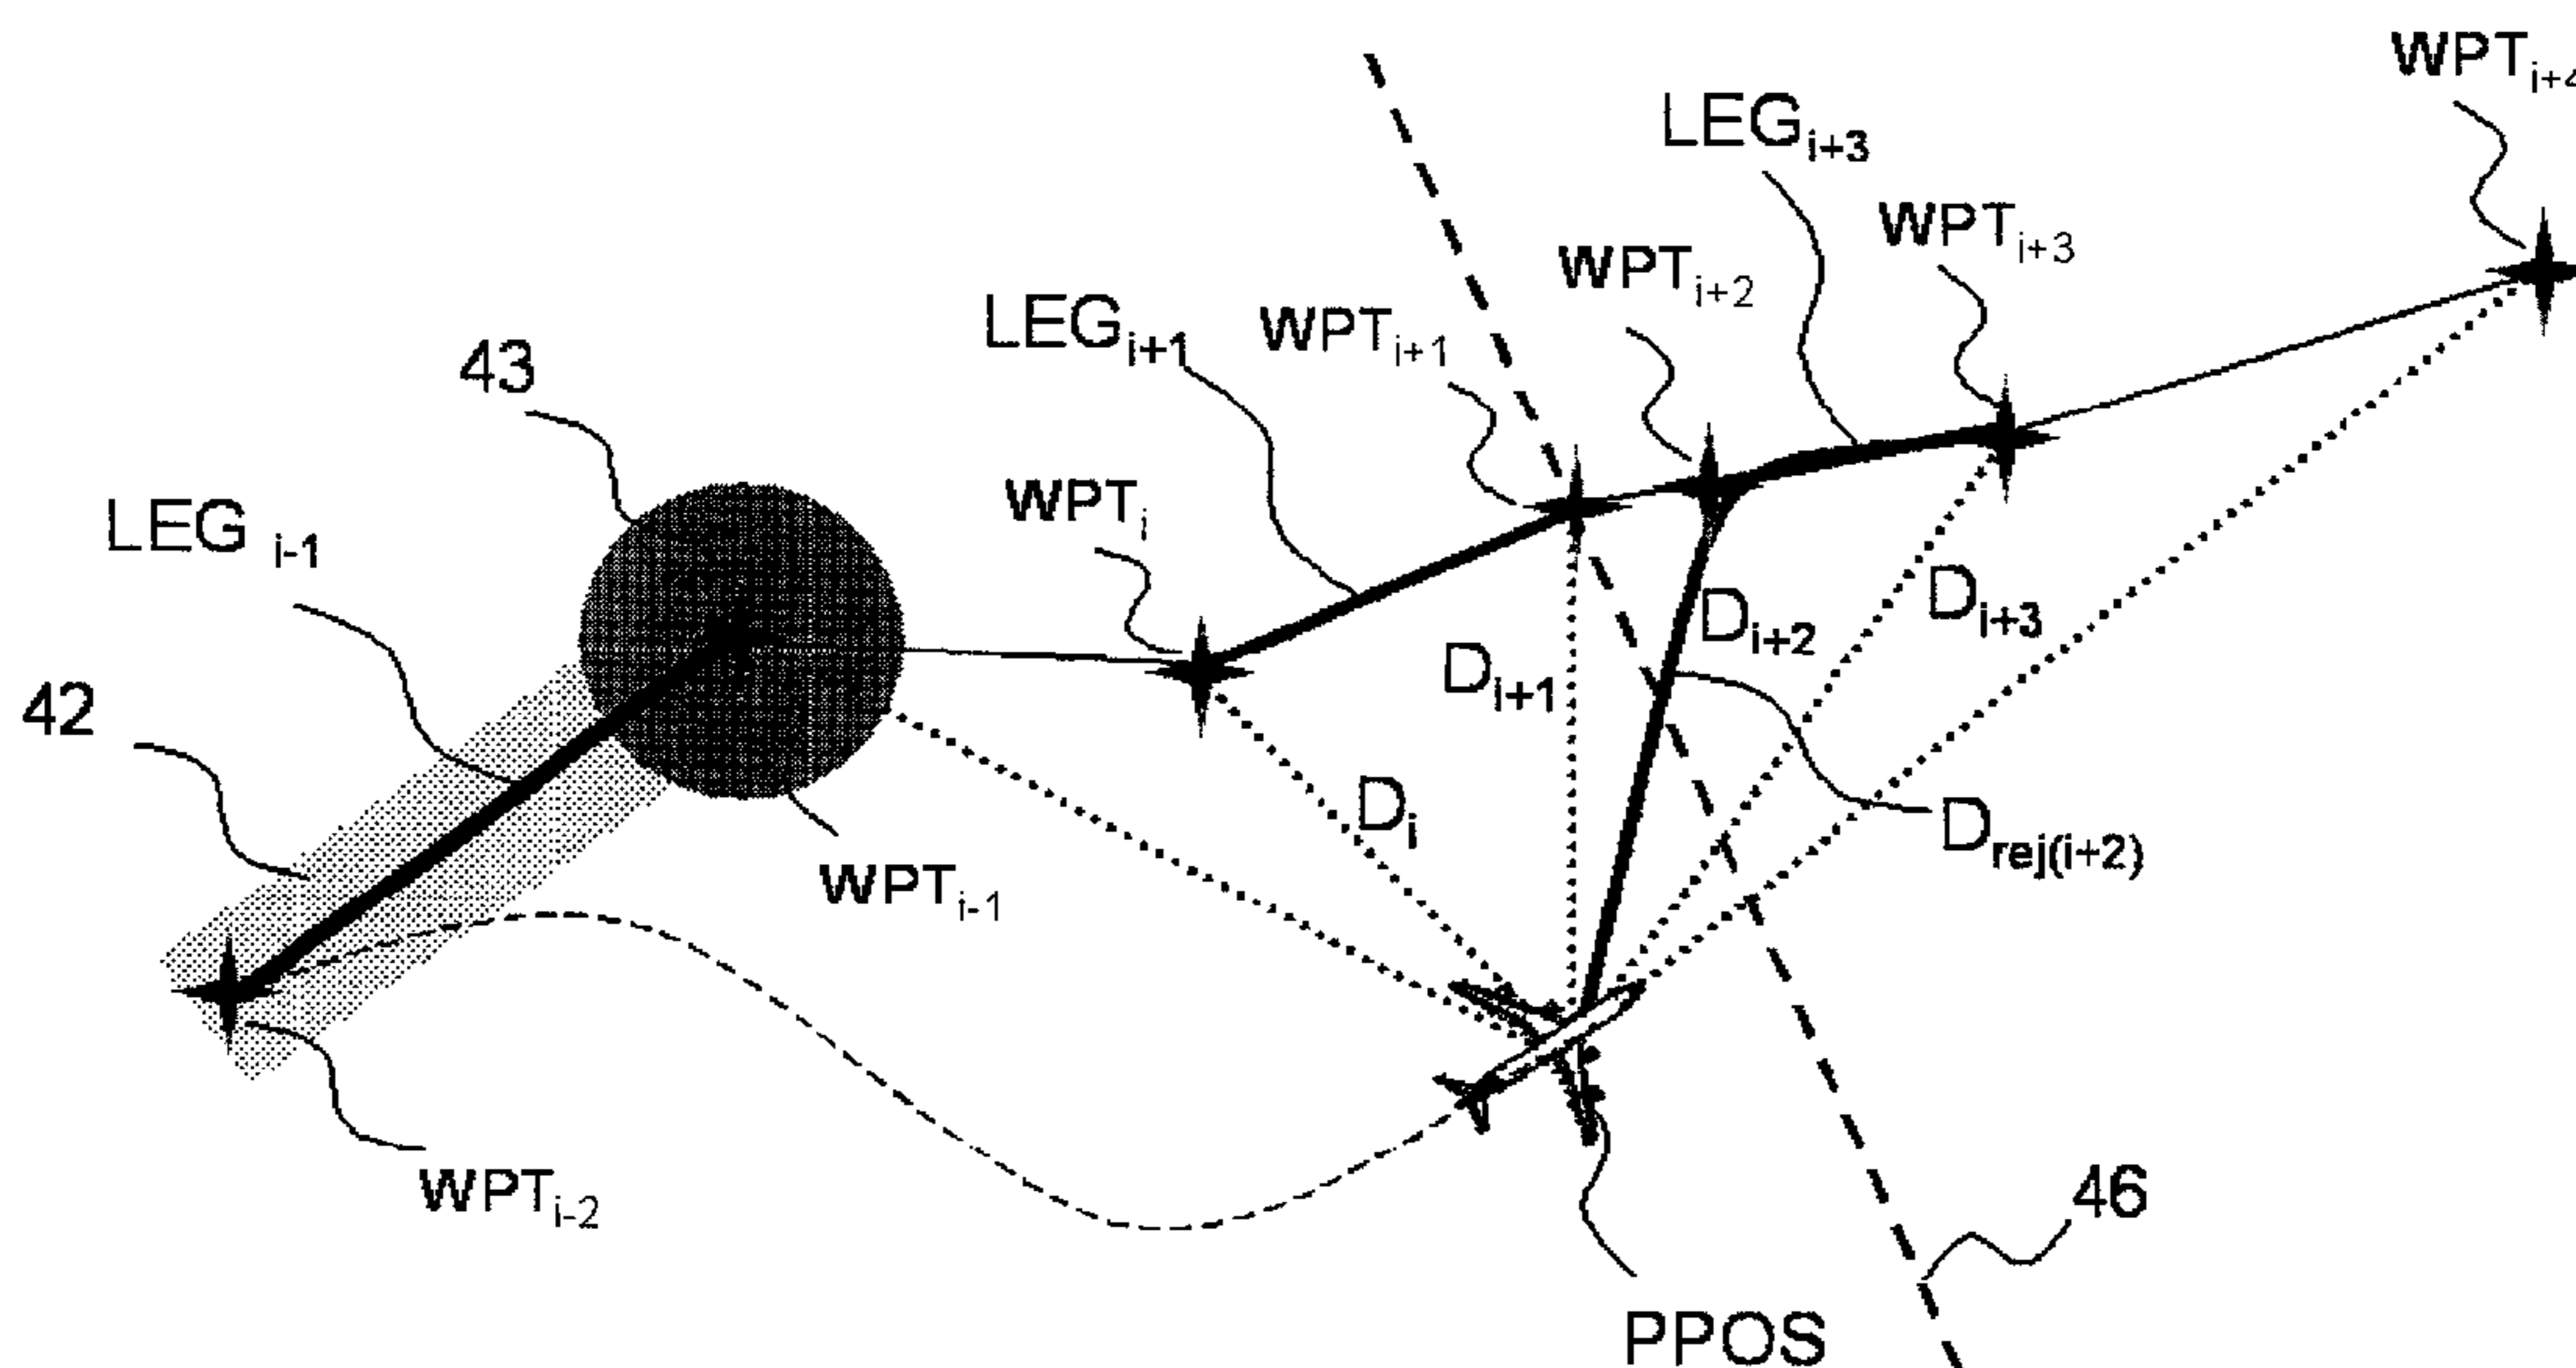 WPTᵢ₊₄
LEGᵢ₊₃
WPTᵢ₊₃
WPTᵢ₊₂
LEGᵢ₊₁
WPTᵢ₊₁
43
WPTᵢ
LEG ᵢ₋₁
Dᵢ₊₃
Dᵢ₊₂
Dᵢ₊₁
42
Dᵢ
D_rej(i+2)
WPTᵢ₋₁
WPTᵢ₋₂
46
PPOS